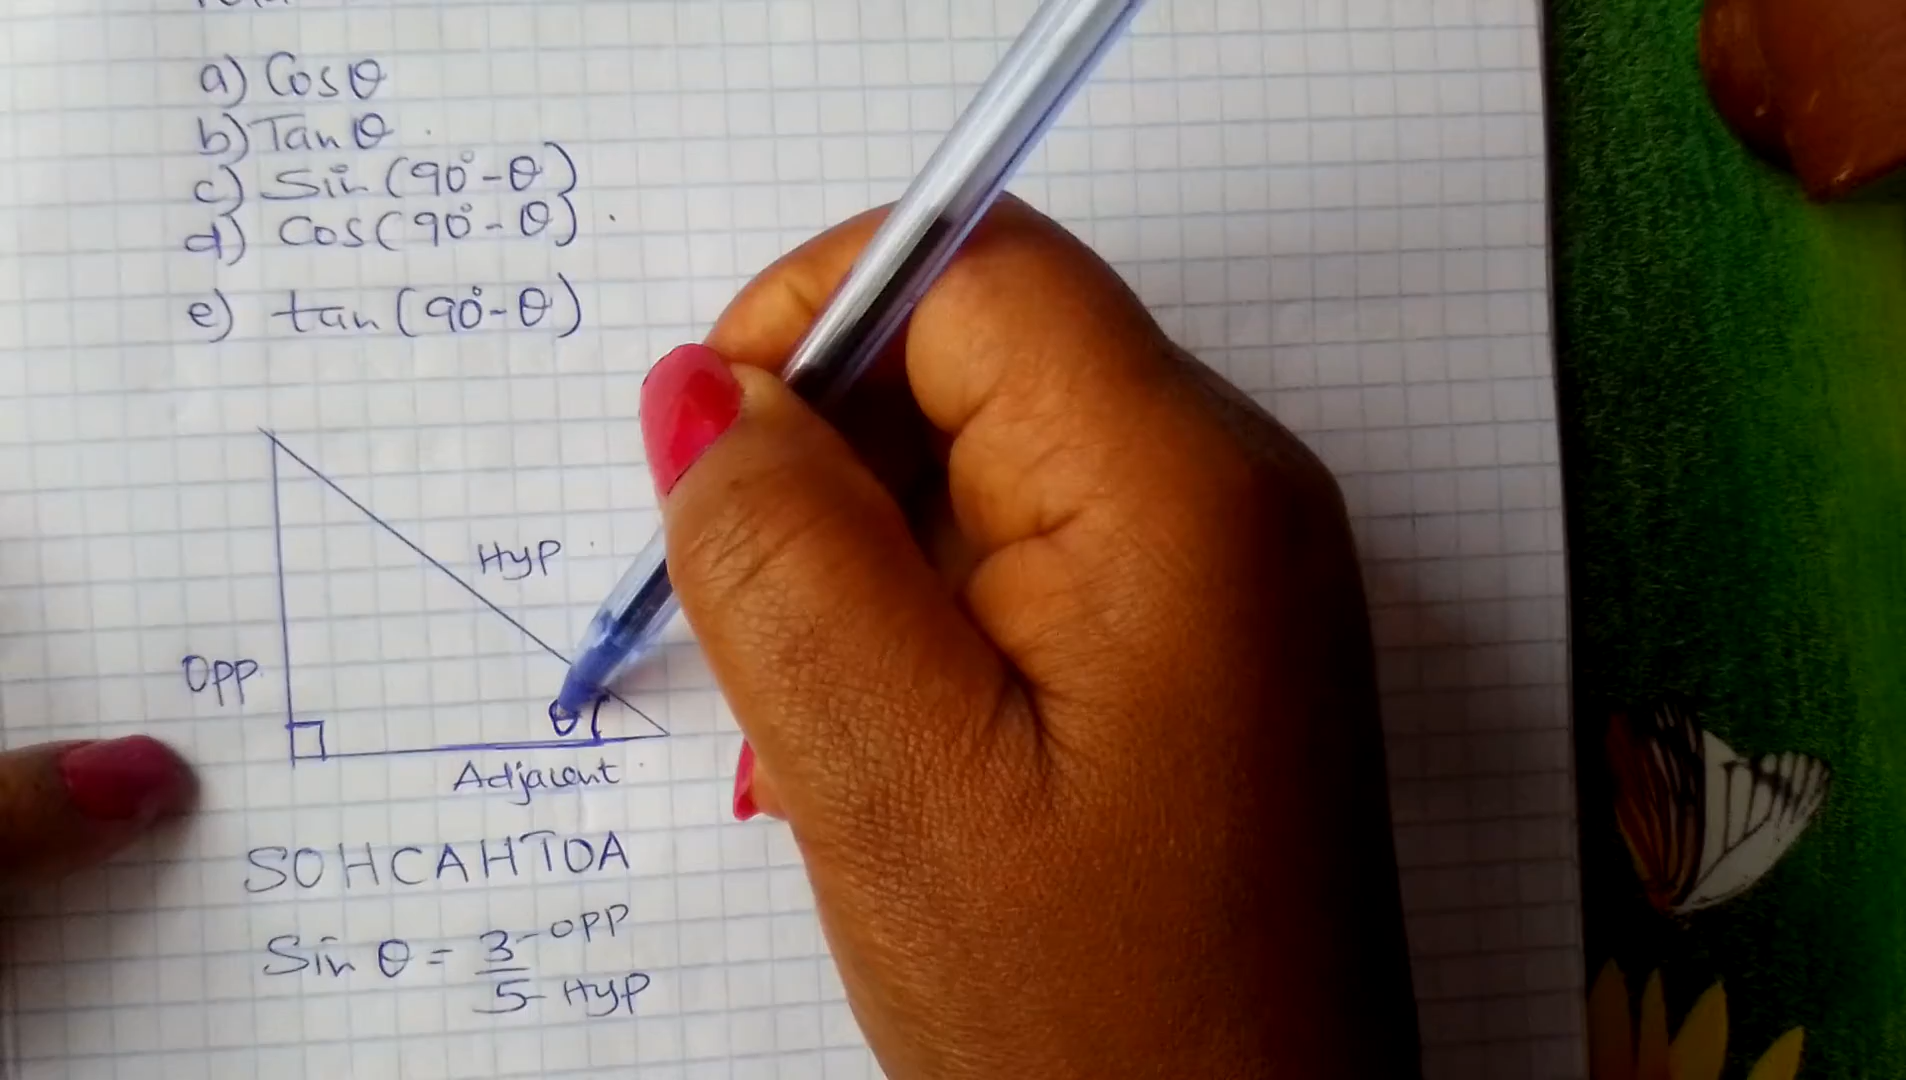 a) Cosθ
b) Tanθ
c) Sin (90°-θ)
d) Cos(90°-θ)
e) tan (90°-θ)
Hyp
Opp
θ
Adjacent
SOHCAHTOA
Sin θ = 3 - OPP
5 - Hyp